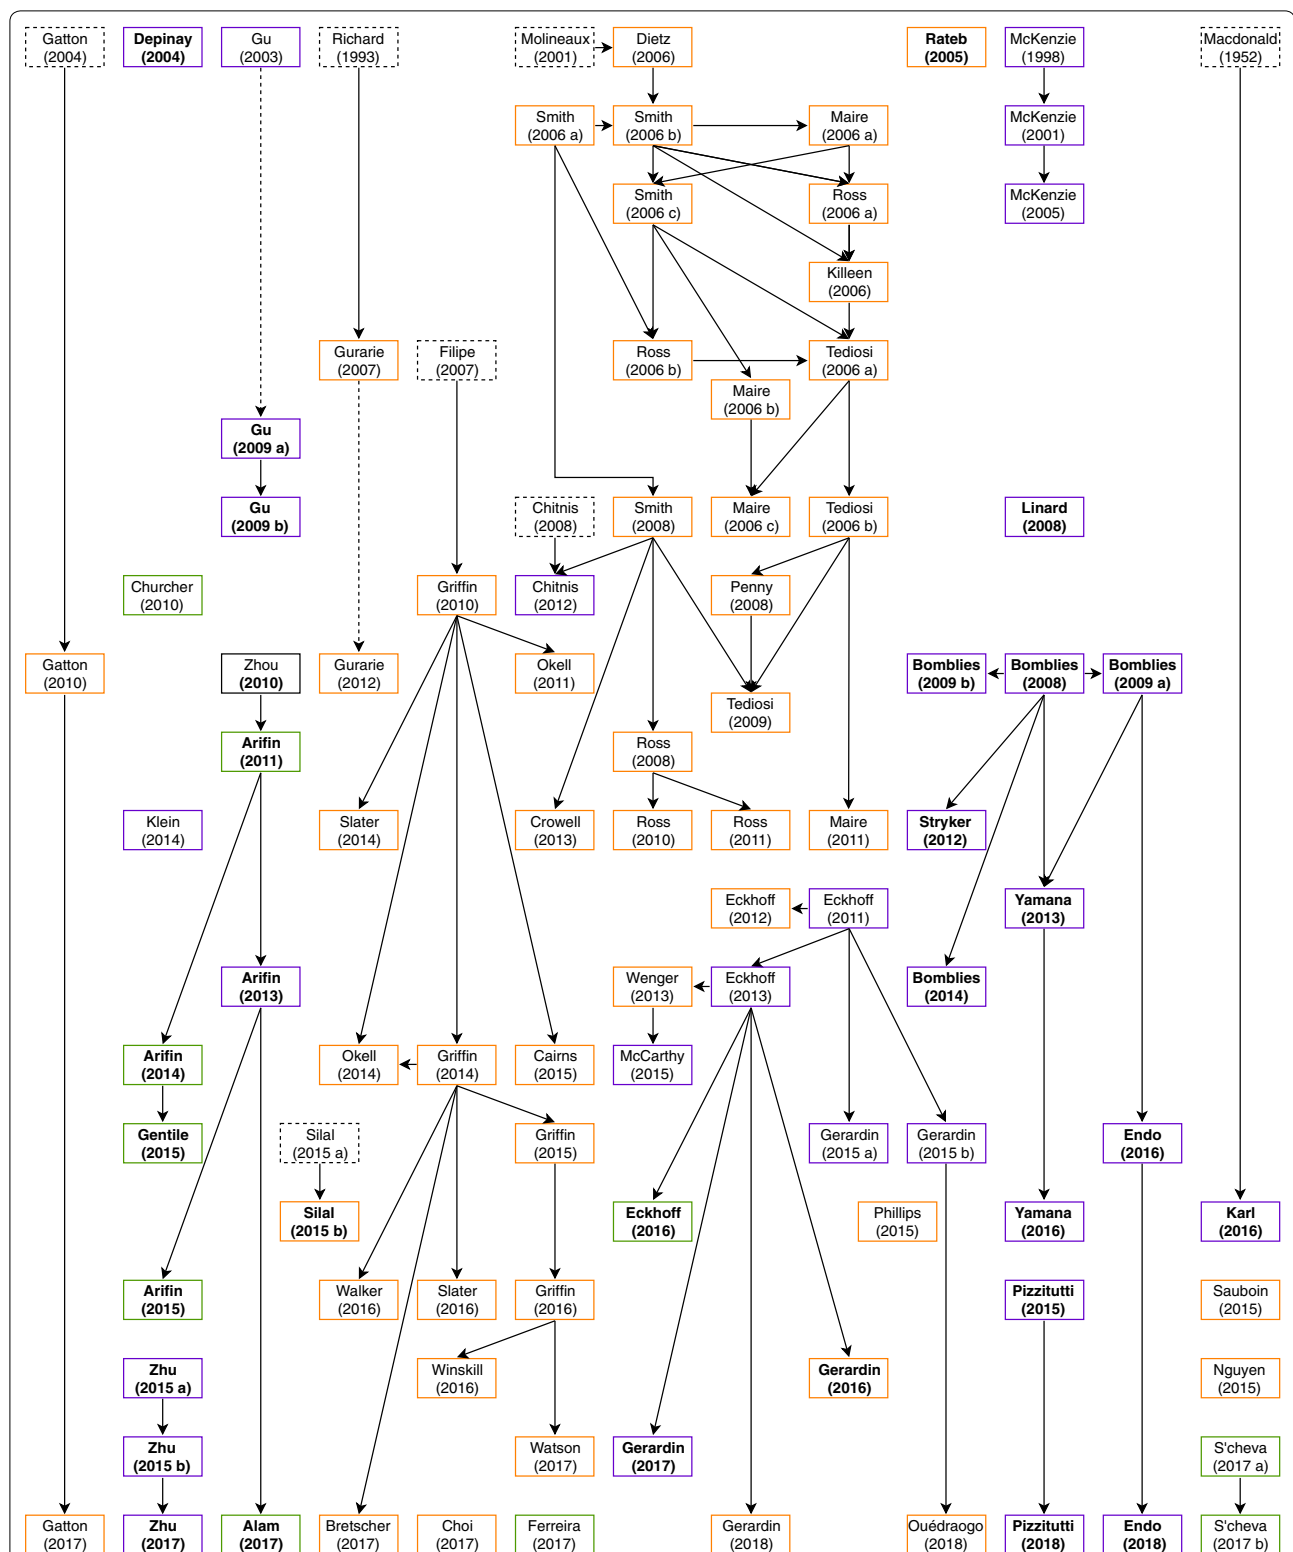 Gatton
(2004)
Depinay
(2004)
Gu
(2003)
Richard
(1993)
Molineaux
(2001)
Dietz
(2006)
Rateb
(2005)
McKenzie
(1998)
Macdonald
(1952)
Smith
(2006 a)
Smith
(2006 b)
Maire
(2006 a)
McKenzie
(2001)
Smith
(2006 c)
Ross
(2006 a)
McKenzie
(2005)
Killeen
(2006)
Gurarie
(2007)
Filipe
(2007)
Ross
(2006 b)
Tediosi
(2006 a)
Maire
(2006 b)
Gu
(2009 a)
Gu
(2009 b)
Chitnis
(2008)
Smith
(2008)
Maire
(2006 c)
Tediosi
(2006 b)
Linard
(2008)
Churcher
(2010)
Griffin
(2010)
Chitnis
(2012)
Penny
(2008)
Gatton
(2010)
Zhou
(2010)
Gurarie
(2012)
Okell
(2011)
Bomblies
(2009 b)
Bomblies
(2008)
Bomblies
(2009 a)
Tediosi
(2009)
Arifin
(2011)
Ross
(2008)
Klein
(2014)
Slater
(2014)
Crowell
(2013)
Ross
(2010)
Ross
(2011)
Maire
(2011)
Stryker
(2012)
Eckhoff
(2012)
Eckhoff
(2011)
Yamana
(2013)
Arifin
(2013)
Wenger
(2013)
Eckhoff
(2013)
Bomblies
(2014)
Arifin
(2014)
Okell
(2014)
Griffin
(2014)
Cairns
(2015)
McCarthy
(2015)
Gentile
(2015)
Silal
(2015 a)
Griffin
(2015)
Gerardin
(2015 a)
Gerardin
(2015 b)
Endo
(2016)
Silal
(2015 b)
Eckhoff
(2016)
Phillips
(2015)
Yamana
(2016)
Karl
(2016)
Arifin
(2015)
Walker
(2016)
Slater
(2016)
Griffin
(2016)
Pizzitutti
(2015)
Sauboin
(2015)
Zhu
(2015 a)
Winskill
(2016)
Gerardin
(2016)
Nguyen
(2015)
Zhu
(2015 b)
Watson
(2017)
Gerardin
(2017)
S'cheva
(2017 a)
Gatton
(2017)
Zhu
(2017)
Alam
(2017)
Bretscher
(2017)
Choi
(2017)
Ferreira
(2017)
Gerardin
(2018)
Ouédraogo
(2018)
Pizzitutti
(2018)
Endo
(2018)
S'cheva
(2017 b)